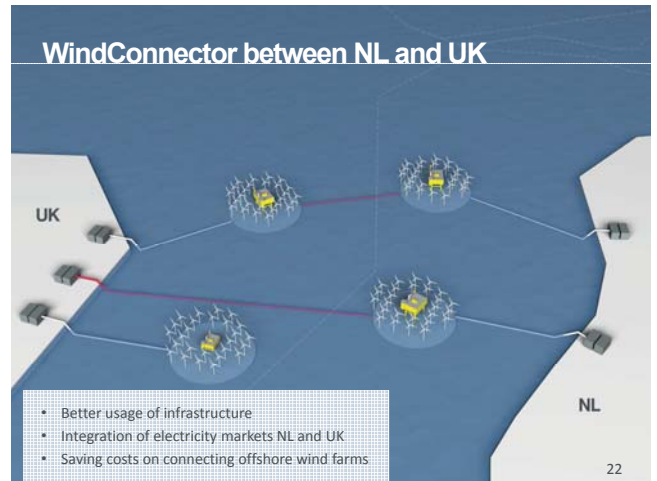 WindConnector between NL and UK
UK
NL
• Better usage of infrastructure
• Integration of electricity markets NL and UK
• Saving costs on connecting offshore wind farms
22